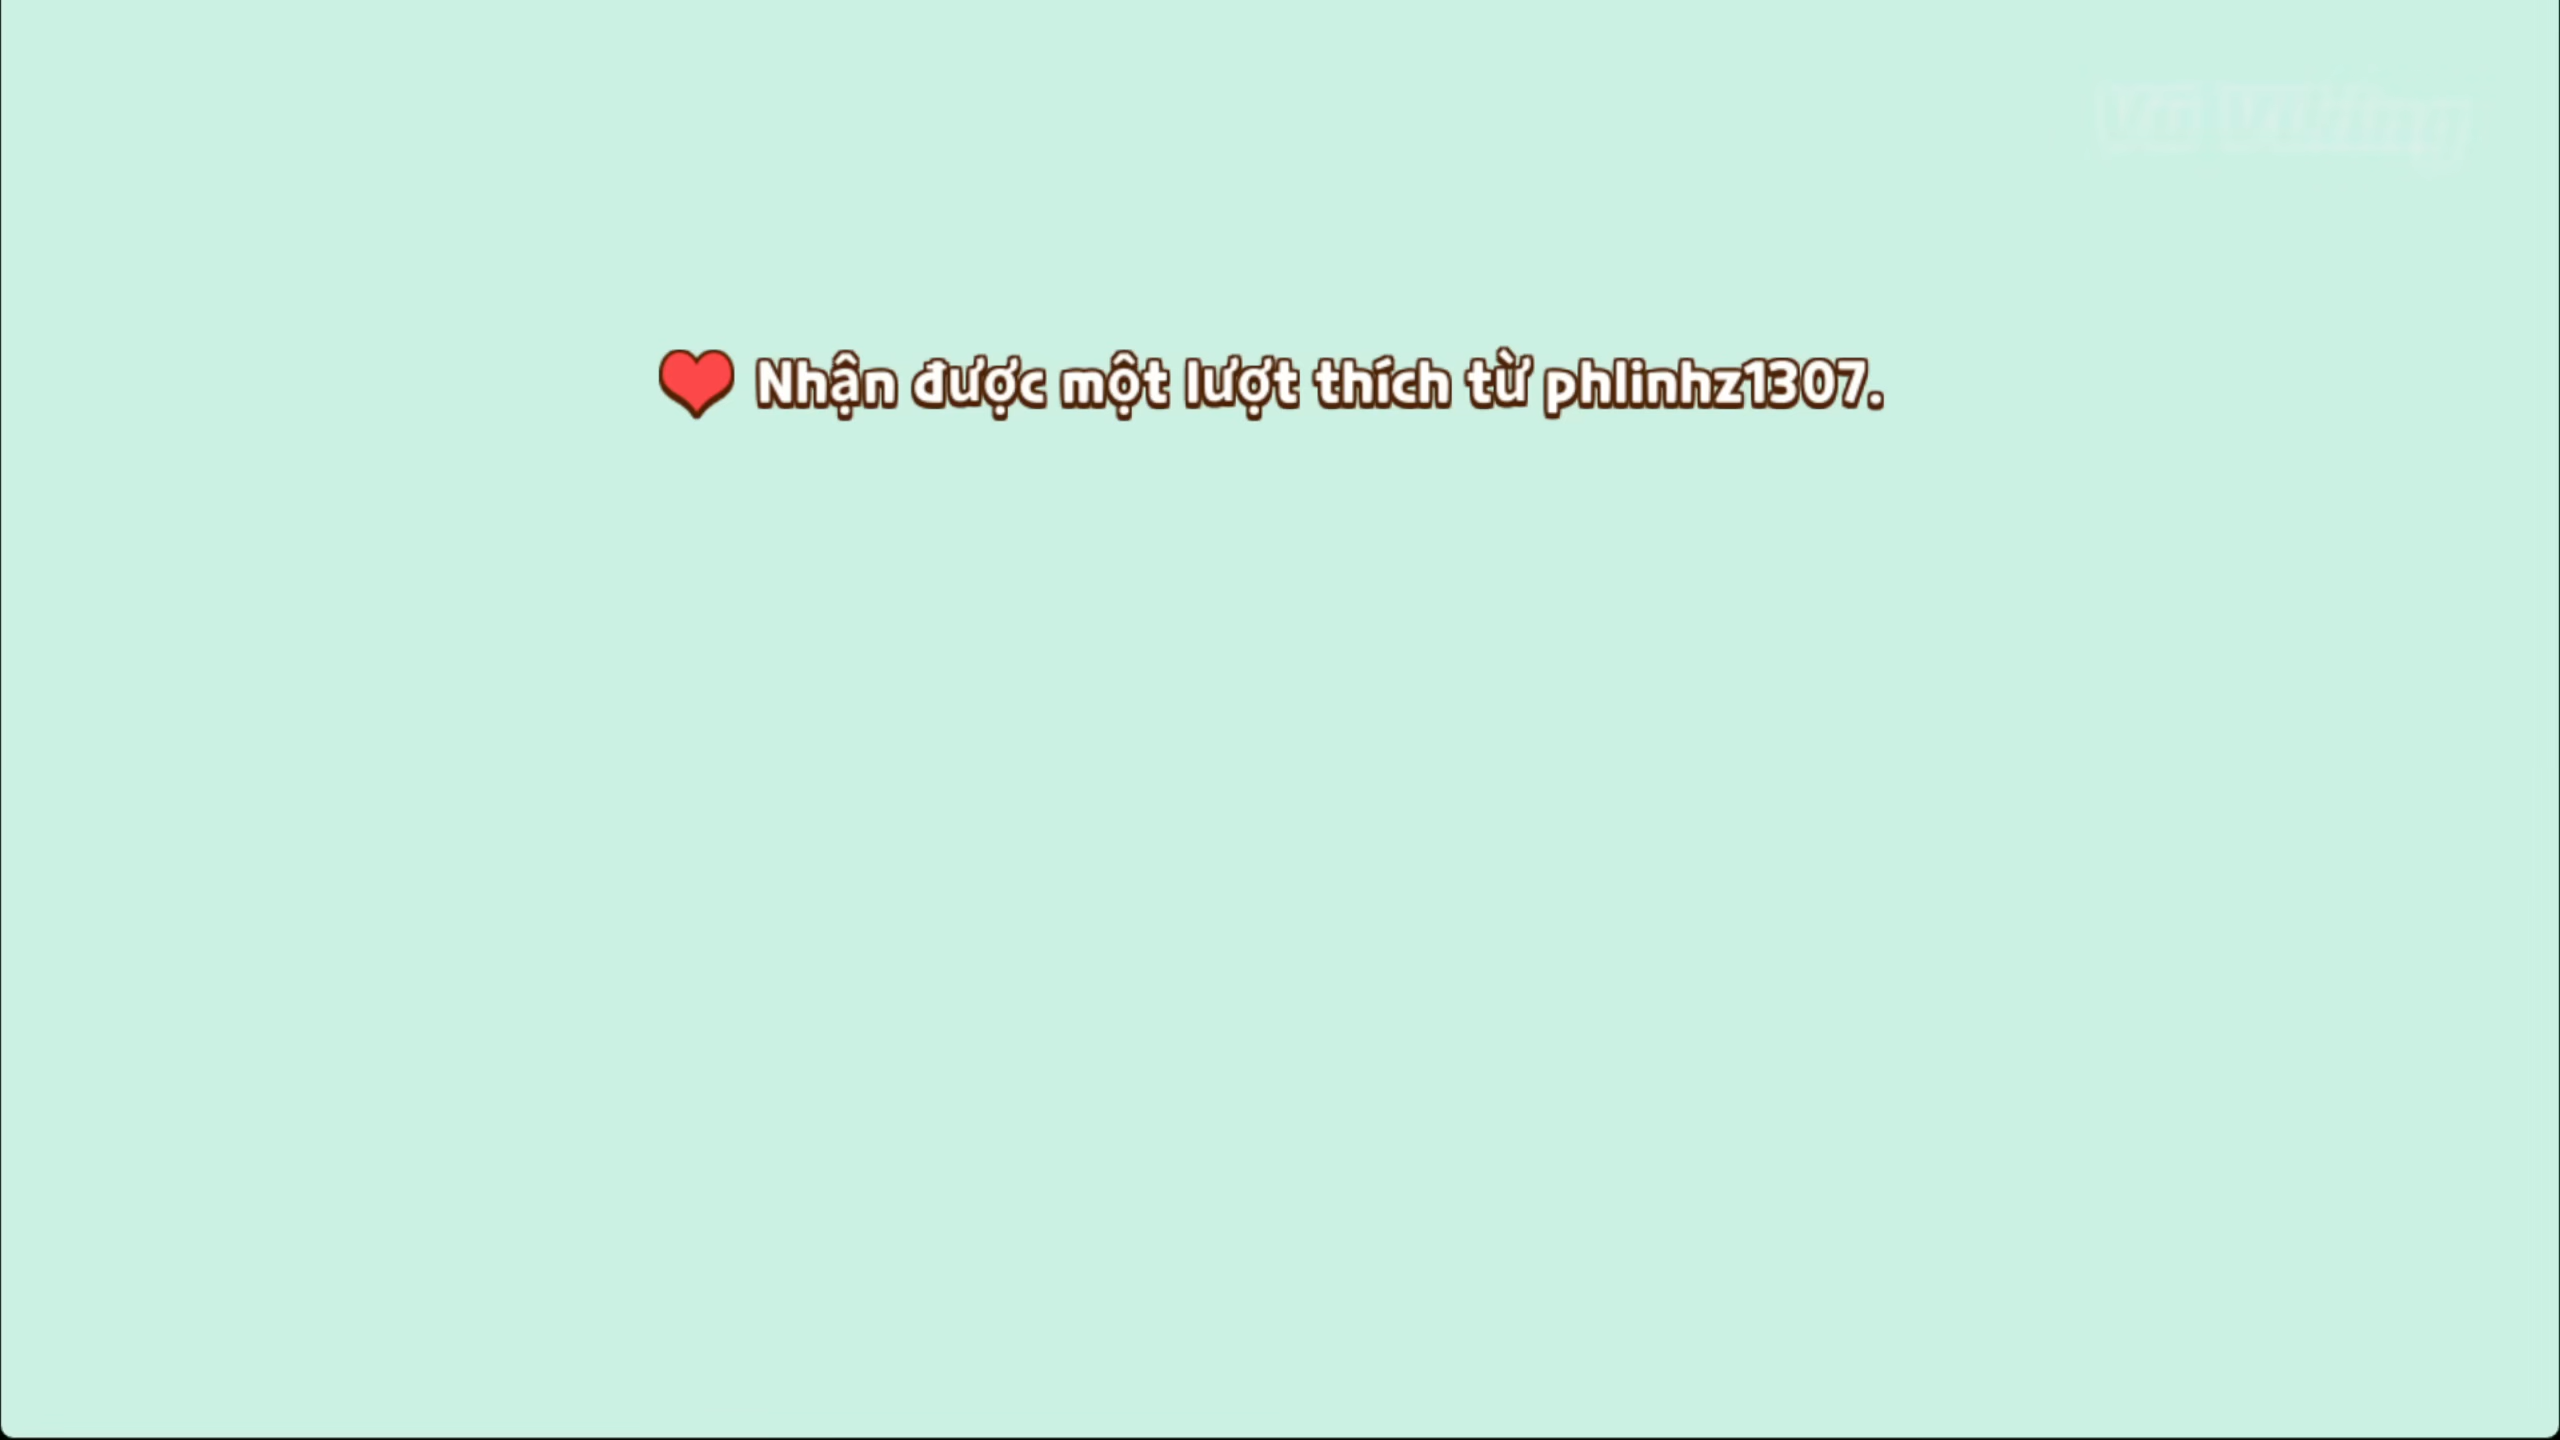 Nhận được một lượt thích từ phlinhz1307.